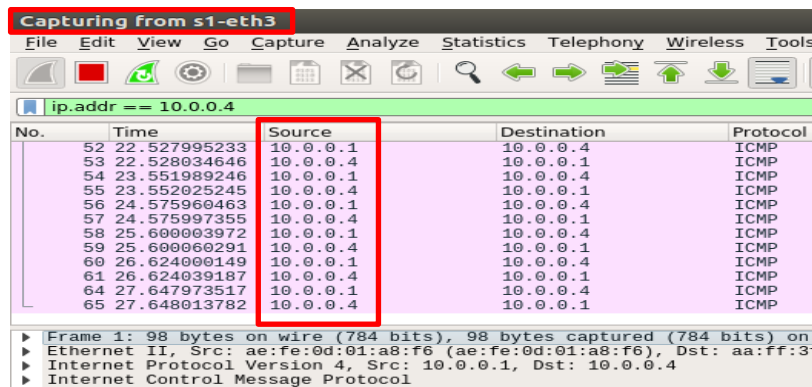 Capturing from s1-eth3
File Edit View Go Capture Analyze Statistics Telephony Wireless Tools
ip.addr == 10.0.0.4
No. Time Source Destination Protocol
52 22.527995233 10.0.0.1 10.0.0.4 ICMP
53 22.528034646 10.0.0.4 10.0.0.1 ICMP
54 23.551989246 10.0.0.1 10.0.0.4 ICMP
55 23.552025245 10.0.0.4 10.0.0.1 ICMP
56 24.575960463 10.0.0.1 10.0.0.4 ICMP
57 24.575997355 10.0.0.4 10.0.0.1 ICMP
58 25.600003972 10.0.0.1 10.0.0.4 ICMP
59 25.600060291 10.0.0.4 10.0.0.1 ICMP
60 26.624000149 10.0.0.1 10.0.0.4 ICMP
61 26.624039187 10.0.0.4 10.0.0.1 ICMP
64 27.647973517 10.0.0.1 10.0.0.4 ICMP
65 27.648013782 10.0.0.4 10.0.0.1 ICMP
Frame 1: 98 bytes on wire (784 bits), 98 bytes captured (784 bits) on
Ethernet II, Src: ae:fe:0d:01:a8:f6 (ae:fe:0d:01:a8:f6), Dst: aa:ff:3
Internet Protocol Version 4, Src: 10.0.0.1, Dst: 10.0.0.4
Internet Control Message Protocol